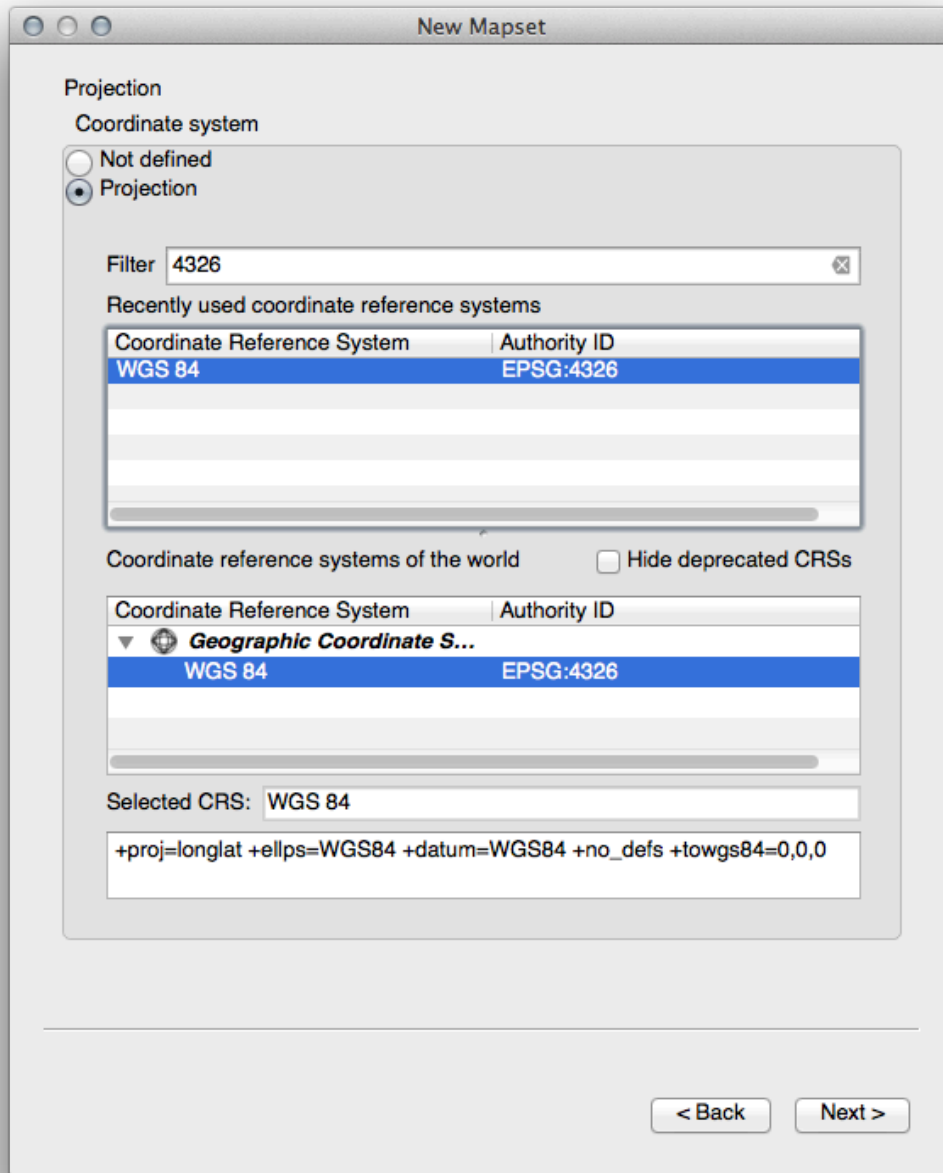 New Mapset
Projection
Coordinate system
Not defined
Projection
Filter 4326
Recently used coordinate reference systems
Coordinate Reference System Authority ID
WGS 84 EPSG:4326
Coordinate reference systems of the world Hide deprecated CRSs
Coordinate Reference System Authority ID
Geographic Coordinate S...
WGS 84 EPSG:4326
Selected CRS: WGS 84
+proj=longlat +ellps=WGS84 +datum=WGS84 +no_defs +towgs84=0,0,0
< Back Next >